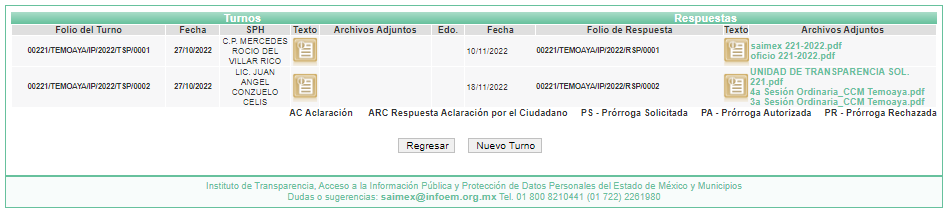 Turnos Respuestas
Folio del Turno Fecha SPH Texto Archivos Adjuntos Edo. Fecha Folio de Respuesta Texto Archivos Adjuntos
00221/TEMOAYA/IP/2022/TSP/0001 27/10/2022 C.P. MERCEDES ROCIO DEL VILLAR RICO 10/11/2022 00221/TEMOAYA/IP/2022/RSP/0001 saimex 221-2022.pdf
oficio 221-2022.pdf
00221/TEMOAYA/IP/2022/TSP/0002 27/10/2022 LIC. JUAN ANGEL CONZUELO CELIS 18/11/2022 00221/TEMOAYA/IP/2022/RSP/0002 UNIDAD DE TRANSPARENCIA SOL. 221.pdf
4a Sesión Ordinaria_CCM Temoaya.pdf
3a Sesión Ordinaria_CCM Temoaya.pdf
AC Aclaración ARC Respuesta Aclaración por el Ciudadano PS - Prórroga Solicitada PA - Prórroga Autorizada PR - Prórroga Rechazada
Regresar Nuevo Turno
Instituto de Transparencia, Acceso a la Información Pública y Protección de Datos Personales del Estado de México y Municipios
Dudas o sugerencias: saimex@infoem.org.mx Tel. 01 800 8210441 (01 722) 2261980